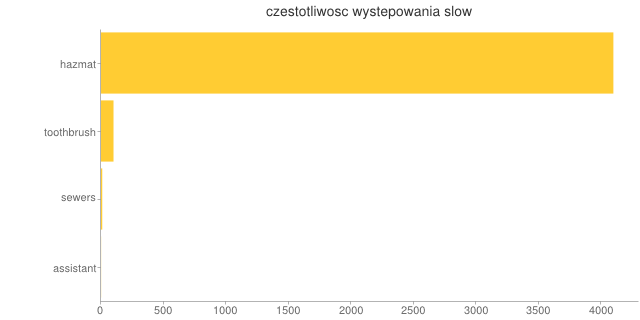 czestotliwosc wystepowania slow
hazmat
toothbrush
sewers
assistant
0 500 1000 1500 2000 2500 3000 3500 4000